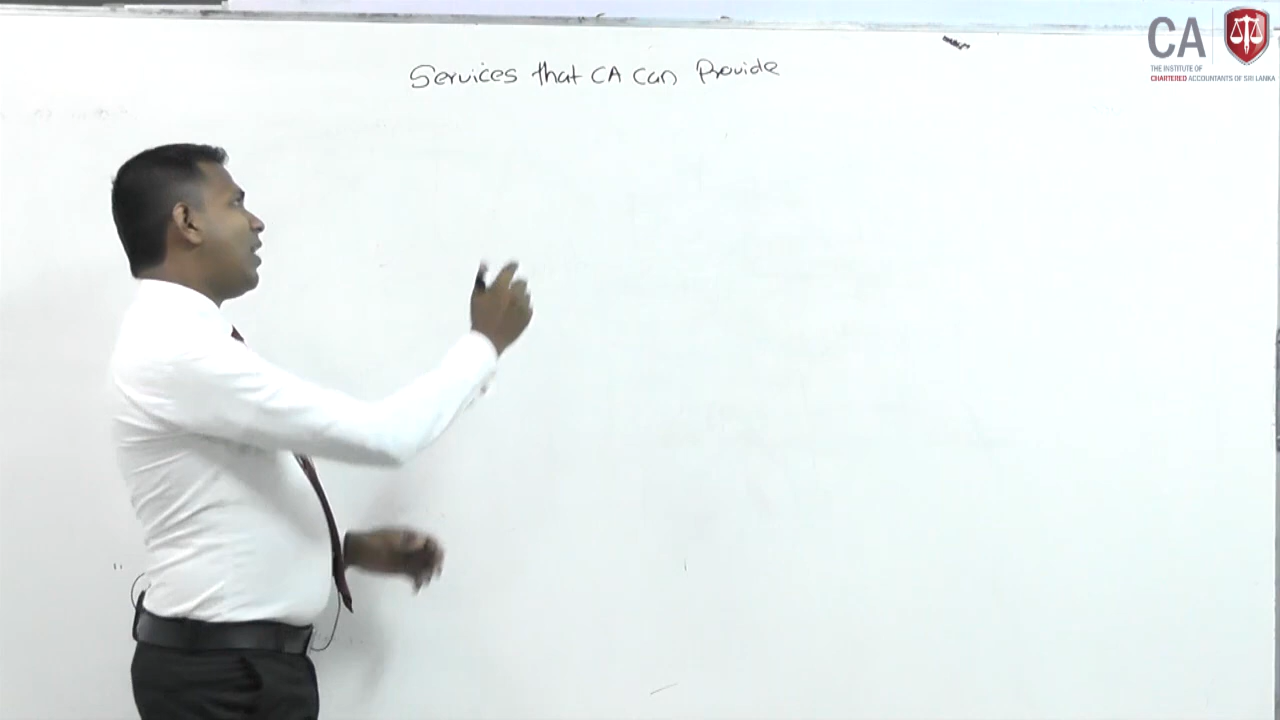 Services that CA can Provide
CA
THE INSTITUTE OF
CHARTERED ACCOUNTANTS OF SRI LANKA